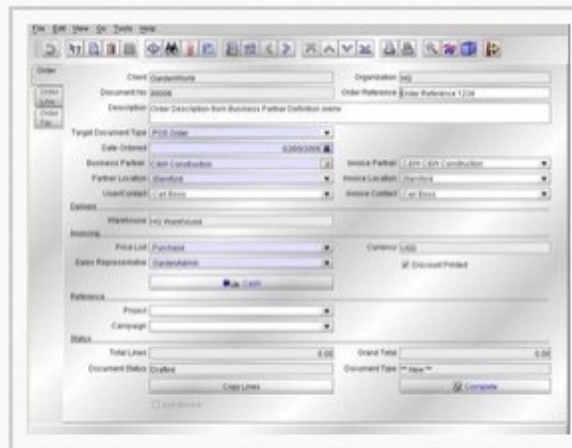 File Edit View Go Tools Help
Order
Order Line
Order Tax
Client GardenWorld
Organization HQ
Document No
Order Reference Order Reference 1234
Description Order Description from Business Partner Definition
Target Document Type POS Order
Date Ordered
Business Partner C&W Construction
Invoice Partner C&W C&W Construction
Partner Location Stamford
Invoice Location Stamford
User/Contact Carl Boss
Invoice Contact Carl Boss
Delivery
Warehouse HQ Warehouse
Invoicing
Price List Purchase
Currency USD
Sales Representative GardenAdmin
Discount Printed
Cash
Reference
Project
Campaign
Status
Total Lines 0.00
Grand Total 0.00
Document Status Drafted
Document Type ** New **
Copy Lines
Complete